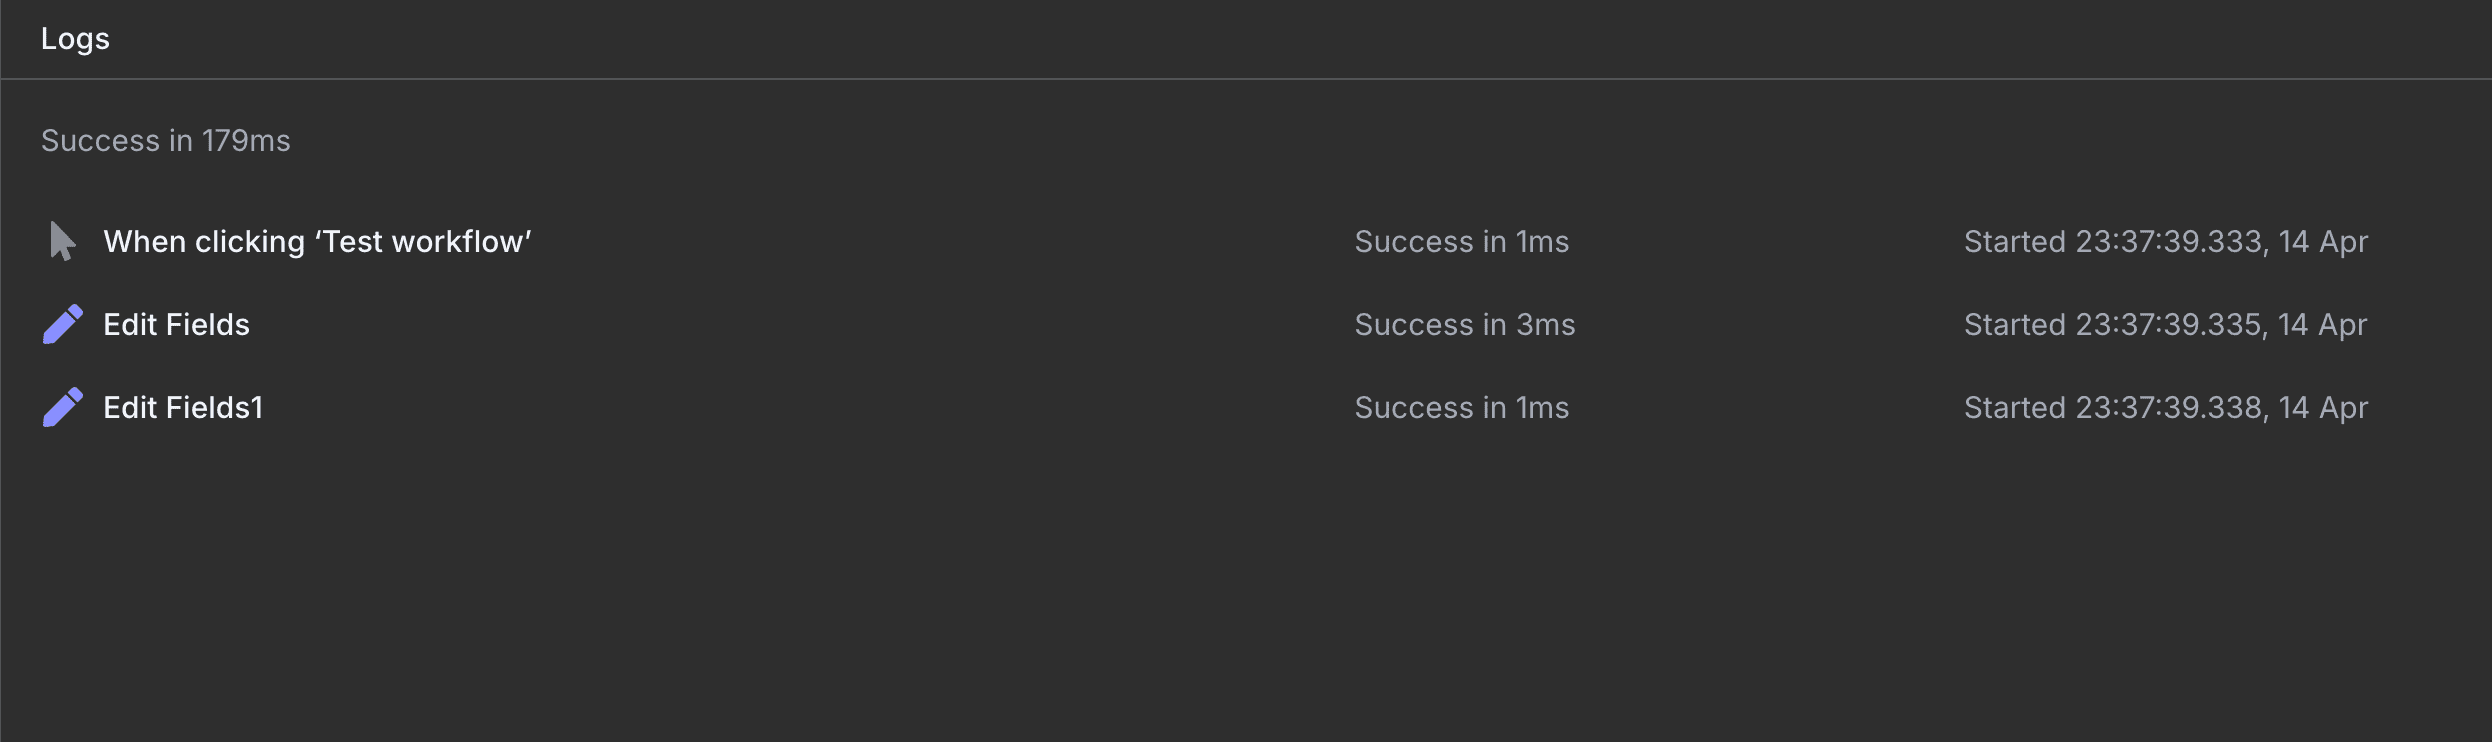 Logs
Success in 179ms
When clicking ‘Test workflow’ Success in 1ms Started 23:37:39.333, 14 Apr
Edit Fields Success in 3ms Started 23:37:39.335, 14 Apr
Edit Fields1 Success in 1ms Started 23:37:39.338, 14 Apr